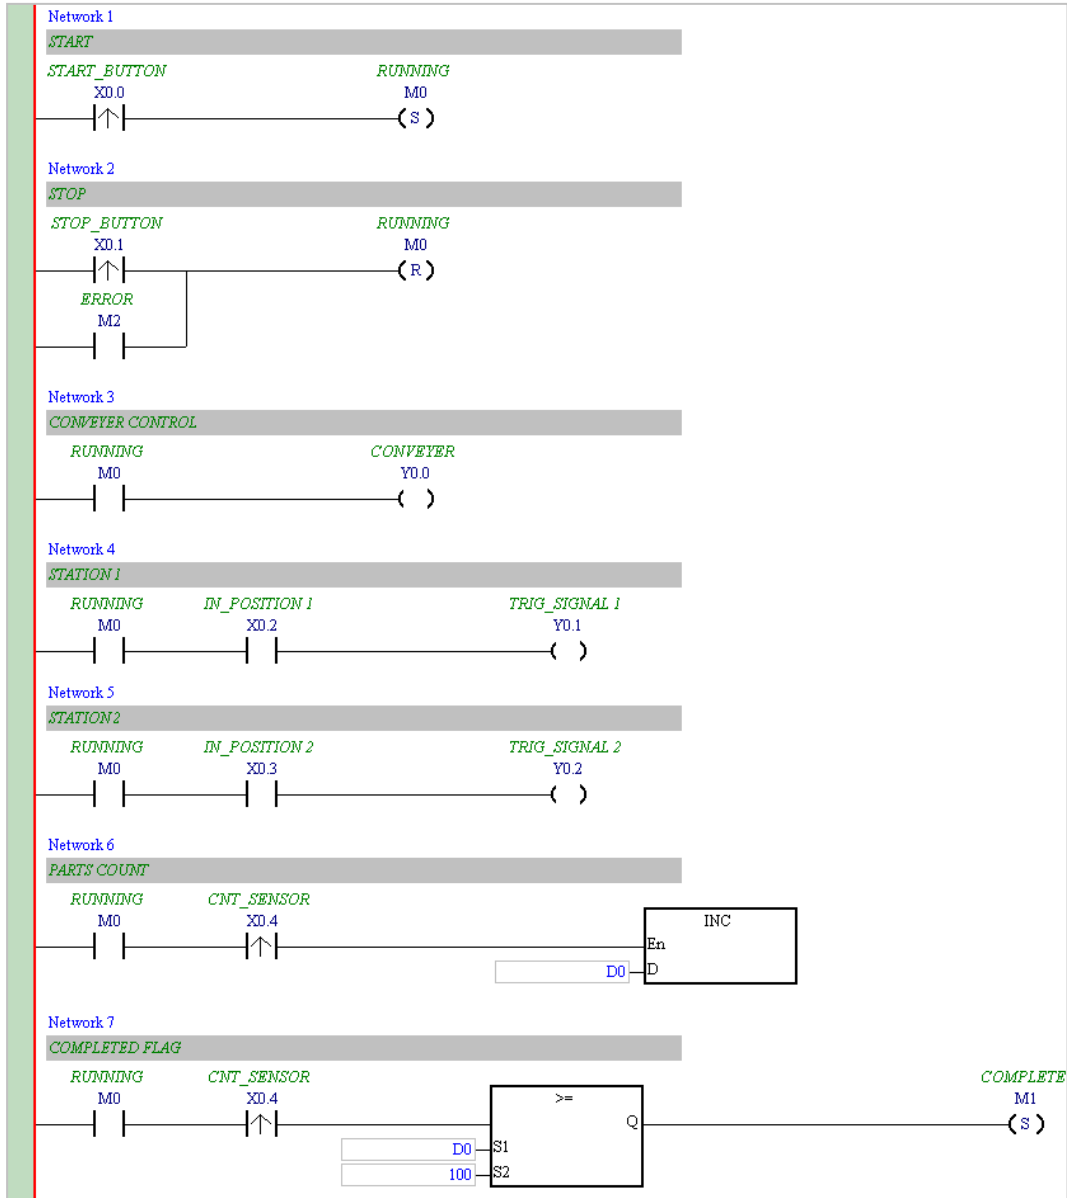 Network 1
START
START_BUTTON RUNNING
X0.0 M0
S
Network 2
STOP
STOP_BUTTON RUNNING
X0.1 M0
R
ERROR
M2
Network 3
CONVEYER CONTROL
RUNNING CONVEYER
M0 Y0.0
Network 4
STATION 1
RUNNING IN_POSITION 1 TRIG_SIGNAL 1
M0 X0.2 Y0.1
Network 5
STATION2
RUNNING IN_POSITION 2 TRIG_SIGNAL 2
M0 X0.3 Y0.2
Network 6
PARTS COUNT
RUNNING CNT_SENSOR
M0 X0.4 INC
En
D0 D
Network 7
COMPLETED FLAG
RUNNING CNT_SENSOR COMPLETE
M0 X0.4 >= M1
Q S
D0 S1
100 S2